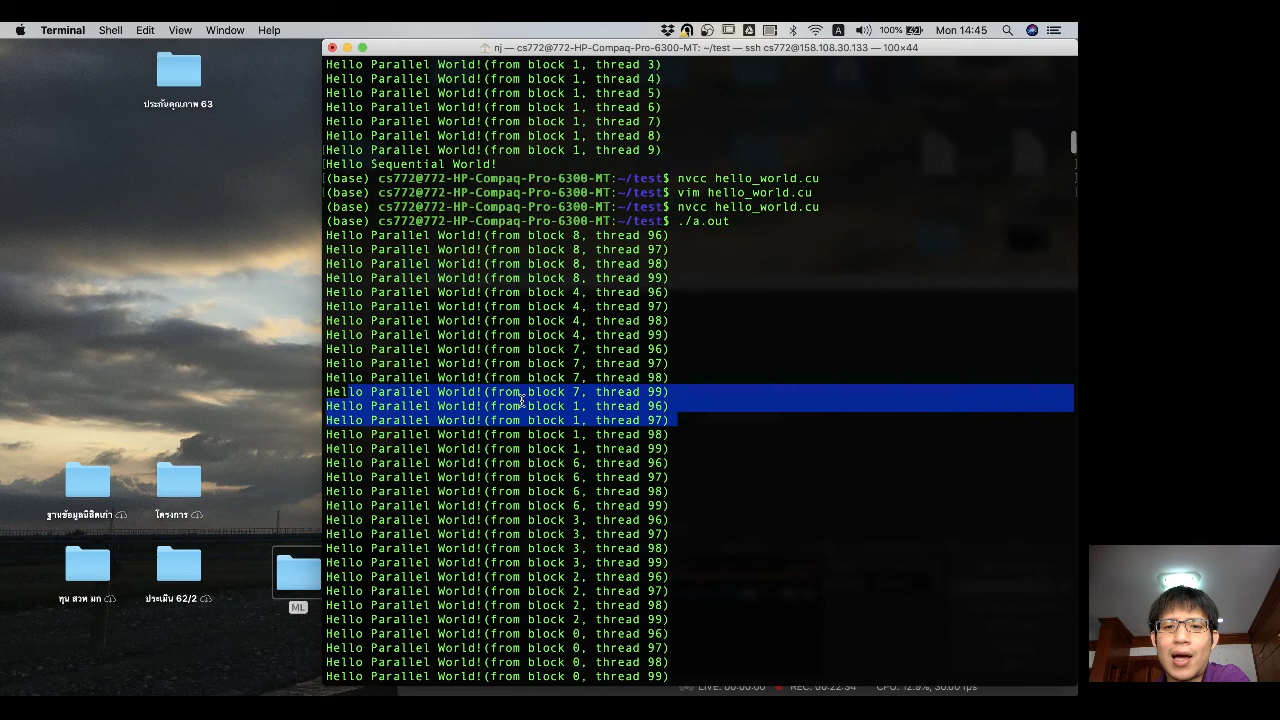 Terminal Shell Edit View Window Help A 100% Mon 14:45
nj — cs772@772-HP-Compaq-Pro-6300-MT: ~/test — ssh cs772@158.108.30.133 — 100×44
ประกันคุณภาพ 63
Hello Parallel World!(from block 1, thread 3)
Hello Parallel World!(from block 1, thread 4)
Hello Parallel World!(from block 1, thread 5)
Hello Parallel World!(from block 1, thread 6)
Hello Parallel World!(from block 1, thread 7)
Hello Parallel World!(from block 1, thread 8)
Hello Parallel World!(from block 1, thread 9)
Hello Sequential World!
(base) cs772@772-HP-Compaq-Pro-6300-MT:~/test$ nvcc hello_world.cu
(base) cs772@772-HP-Compaq-Pro-6300-MT:~/test$ vim hello_world.cu
(base) cs772@772-HP-Compaq-Pro-6300-MT:~/test$ nvcc hello_world.cu
(base) cs772@772-HP-Compaq-Pro-6300-MT:~/test$ ./a.out
Hello Parallel World!(from block 8, thread 96)
Hello Parallel World!(from block 8, thread 97)
Hello Parallel World!(from block 8, thread 98)
Hello Parallel World!(from block 8, thread 99)
Hello Parallel World!(from block 4, thread 96)
Hello Parallel World!(from block 4, thread 97)
Hello Parallel World!(from block 4, thread 98)
Hello Parallel World!(from block 4, thread 99)
Hello Parallel World!(from block 7, thread 96)
Hello Parallel World!(from block 7, thread 97)
Hello Parallel World!(from block 7, thread 98)
Hello Parallel World!(from block 7, thread 99)
Hello Parallel World!(from block 1, thread 96)
Hello Parallel World!(from block 1, thread 97)
Hello Parallel World!(from block 1, thread 98)
Hello Parallel World!(from block 1, thread 99)
Hello Parallel World!(from block 6, thread 96)
Hello Parallel World!(from block 6, thread 97)
Hello Parallel World!(from block 6, thread 98)
Hello Parallel World!(from block 6, thread 99)
Hello Parallel World!(from block 3, thread 96)
Hello Parallel World!(from block 3, thread 97)
Hello Parallel World!(from block 3, thread 98)
Hello Parallel World!(from block 3, thread 99)
Hello Parallel World!(from block 2, thread 96)
Hello Parallel World!(from block 2, thread 97)
Hello Parallel World!(from block 2, thread 98)
Hello Parallel World!(from block 2, thread 99)
Hello Parallel World!(from block 0, thread 96)
Hello Parallel World!(from block 0, thread 97)
Hello Parallel World!(from block 0, thread 98)
Hello Parallel World!(from block 0, thread 99)
ฐานข้อมูลนิสิตเก่า
โครงการ
ทุน สวท มก
ประเมิน 62/2
ML
LIVE: 00:00:00 REC: 00:22:54 CPU: 12.9%, 30.00 fps